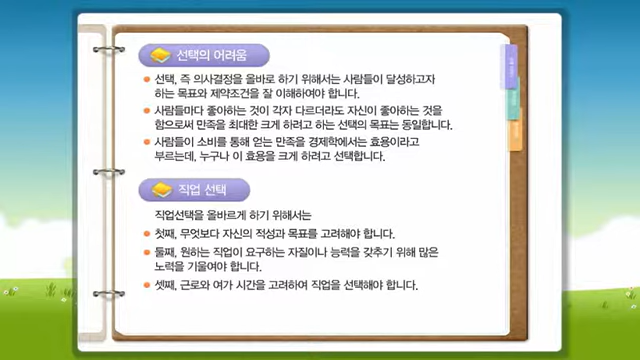 선택의 어려움
선택, 즉 의사결정을 올바로 하기 위해서는 사람들이 달성하고자
하는 목표와 제약조건을 잘 이해하여야 합니다.
사람들마다 좋아하는 것이 각자 다르더라도 자신이 좋아하는 것을
함으로써 만족을 최대한 크게 하려고 하는 선택의 목표는 동일합니다.
사람들이 소비를 통해 얻는 만족을 경제학에서는 효용이라고
부르는데, 누구나 이 효용을 크게 하려고 선택합니다.
직업 선택
직업선택을 올바르게 하기 위해서는
첫째, 무엇보다 자신의 적성과 목표를 고려해야 합니다.
둘째, 원하는 직업이 요구하는 자질이나 능력을 갖추기 위해 많은
노력을 기울여야 합니다.
셋째, 근로와 여가 시간을 고려하여 직업을 선택해야 합니다.